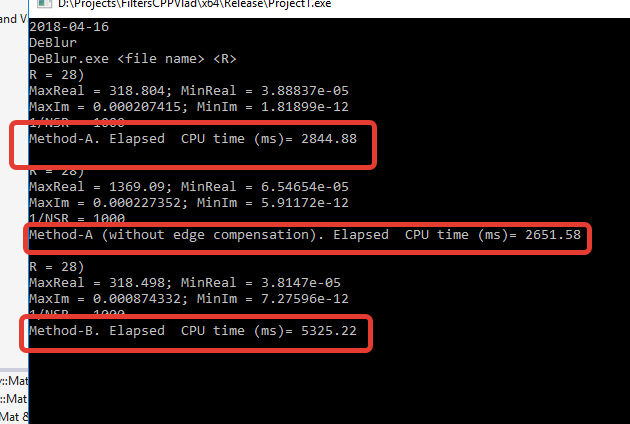 D:\Projects\FiltersCPPVlad\x64\Release\Project1.exe
and V
2018-04-16
DeBlur
DeBlur.exe <file name> <R>
R = 28)
MaxReal = 318.804; MinReal = 3.88837e-05
MaxIm = 0.000207415; MinIm = 1.81899e-12
1/NSR = 1000
Method-A. Elapsed  CPU time (ms)= 2844.88
R = 28)
MaxReal = 1369.09; MinReal = 6.54654e-05
MaxIm = 0.000227352; MinIm = 5.91172e-12
1/NSR = 1000
Method-A (without edge compensation). Elapsed  CPU time (ms)= 2651.58
R = 28)
MaxReal = 318.498; MinReal = 3.8147e-05
MaxIm = 0.000874332; MinIm = 7.27596e-12
1/NSR = 1000
Method-B. Elapsed  CPU time (ms)= 5325.22
::Mat
::Mat
Mat &